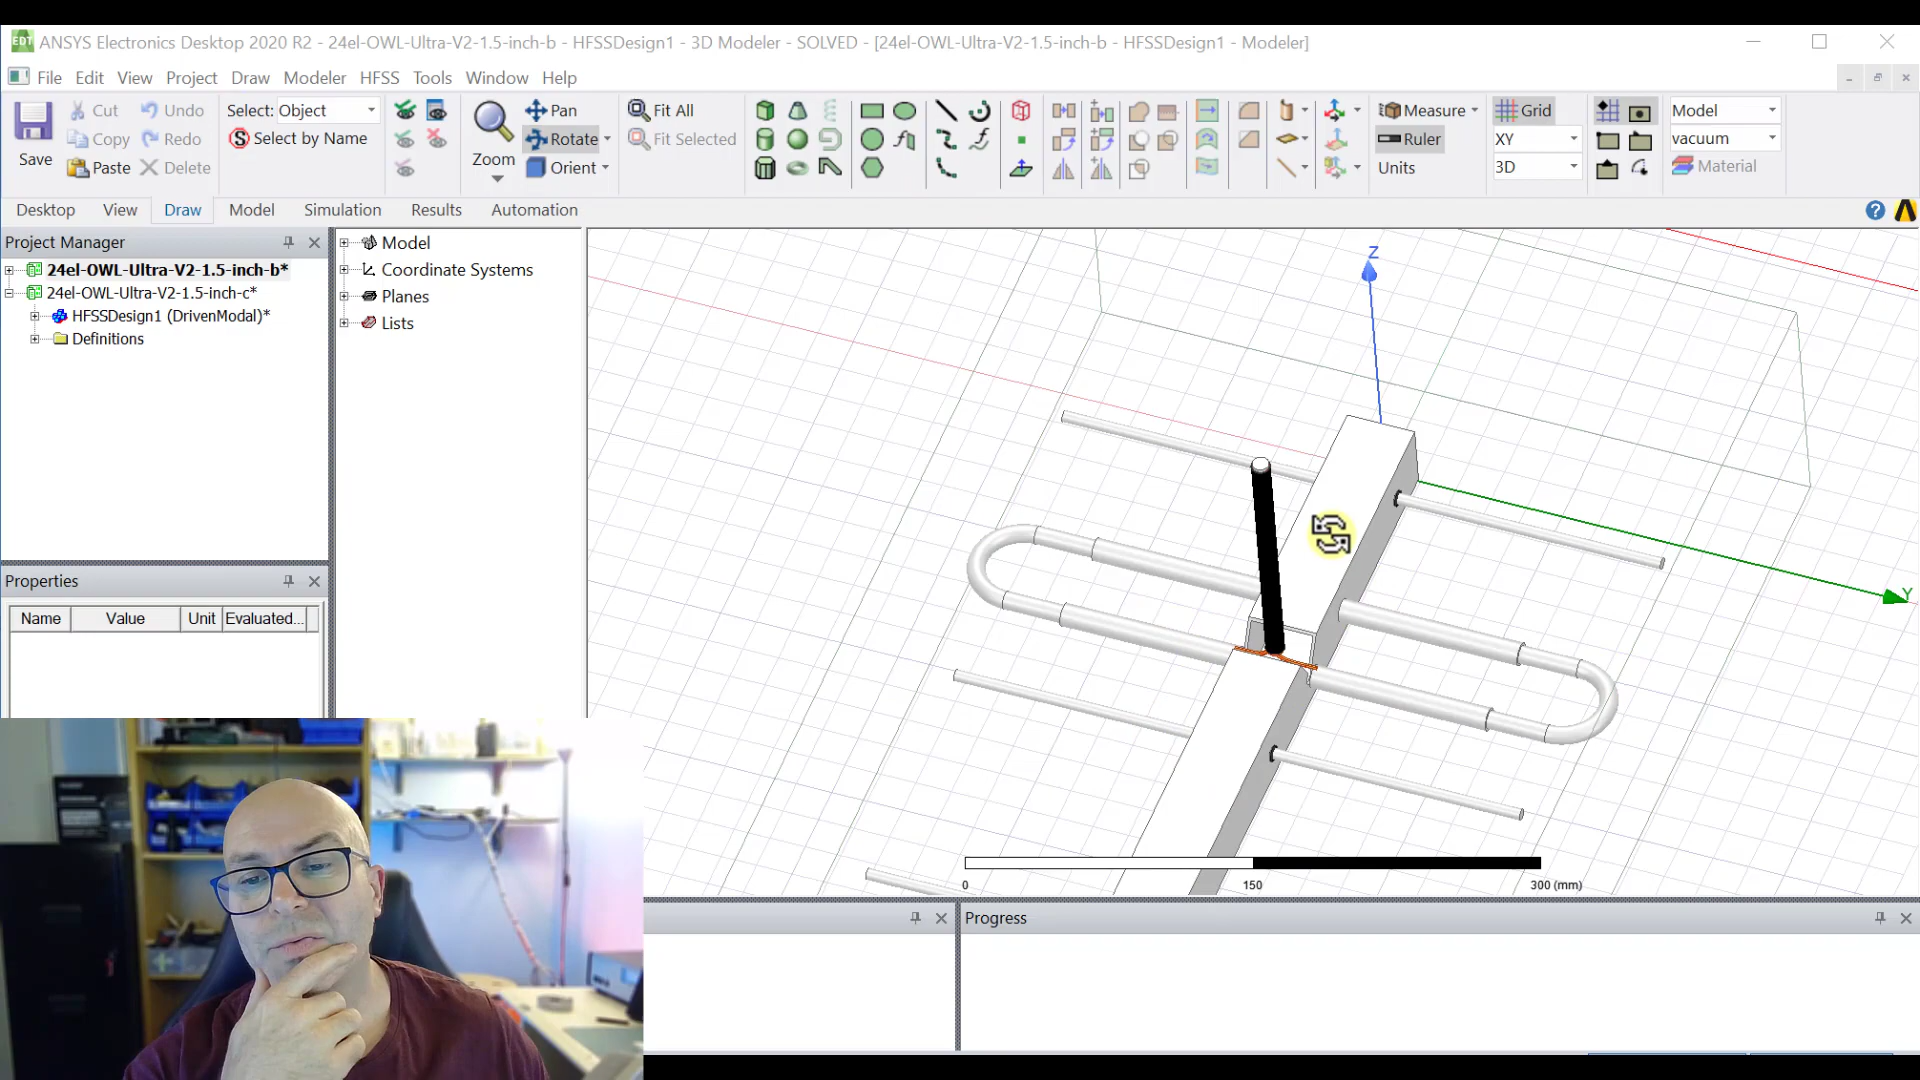 EDT ANSYS Electronics Desktop 2020 R2 - 24el-OWL-Ultra-V2-1.5-inch-b - HFSSDesign1 - 3D Modeler - SOLVED - [24el-OWL-Ultra-V2-1.5-inch-b - HFSSDesign1 - Modeler]
File Edit View Project Draw Modeler HFSS Tools Window Help
Save Cut Undo Select: Object Pan Fit All Measure Grid Model
Copy Redo Select by Name Rotate Fit Selected Ruler XY vacuum
Paste Delete Zoom Orient Units 3D Material
Desktop View Draw Model Simulation Results Automation
Project Manager
24el-OWL-Ultra-V2-1.5-inch-b*
24el-OWL-Ultra-V2-1.5-inch-c*
HFSSDesign1 (DrivenModal)*
Definitions
Model
Coordinate Systems
Planes
Lists
Properties
Name Value Unit Evaluated...
Z
Y
0 150 300 (mm)
Progress